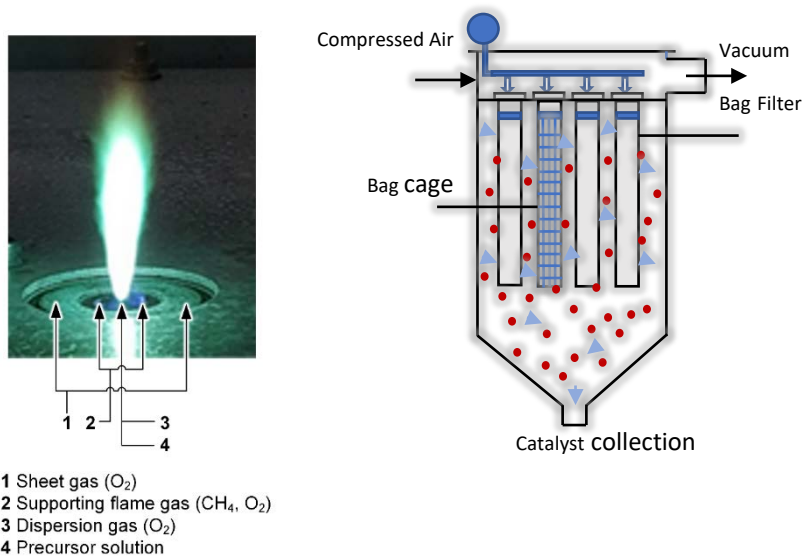 Compressed Air
Vacuum
Bag Filter
Bag cage
1
2
3
4
Catalyst collection
1 Sheet gas (O₂)
2 Supporting flame gas (CH₄, O₂)
3 Dispersion gas (O₂)
4 Precursor solution